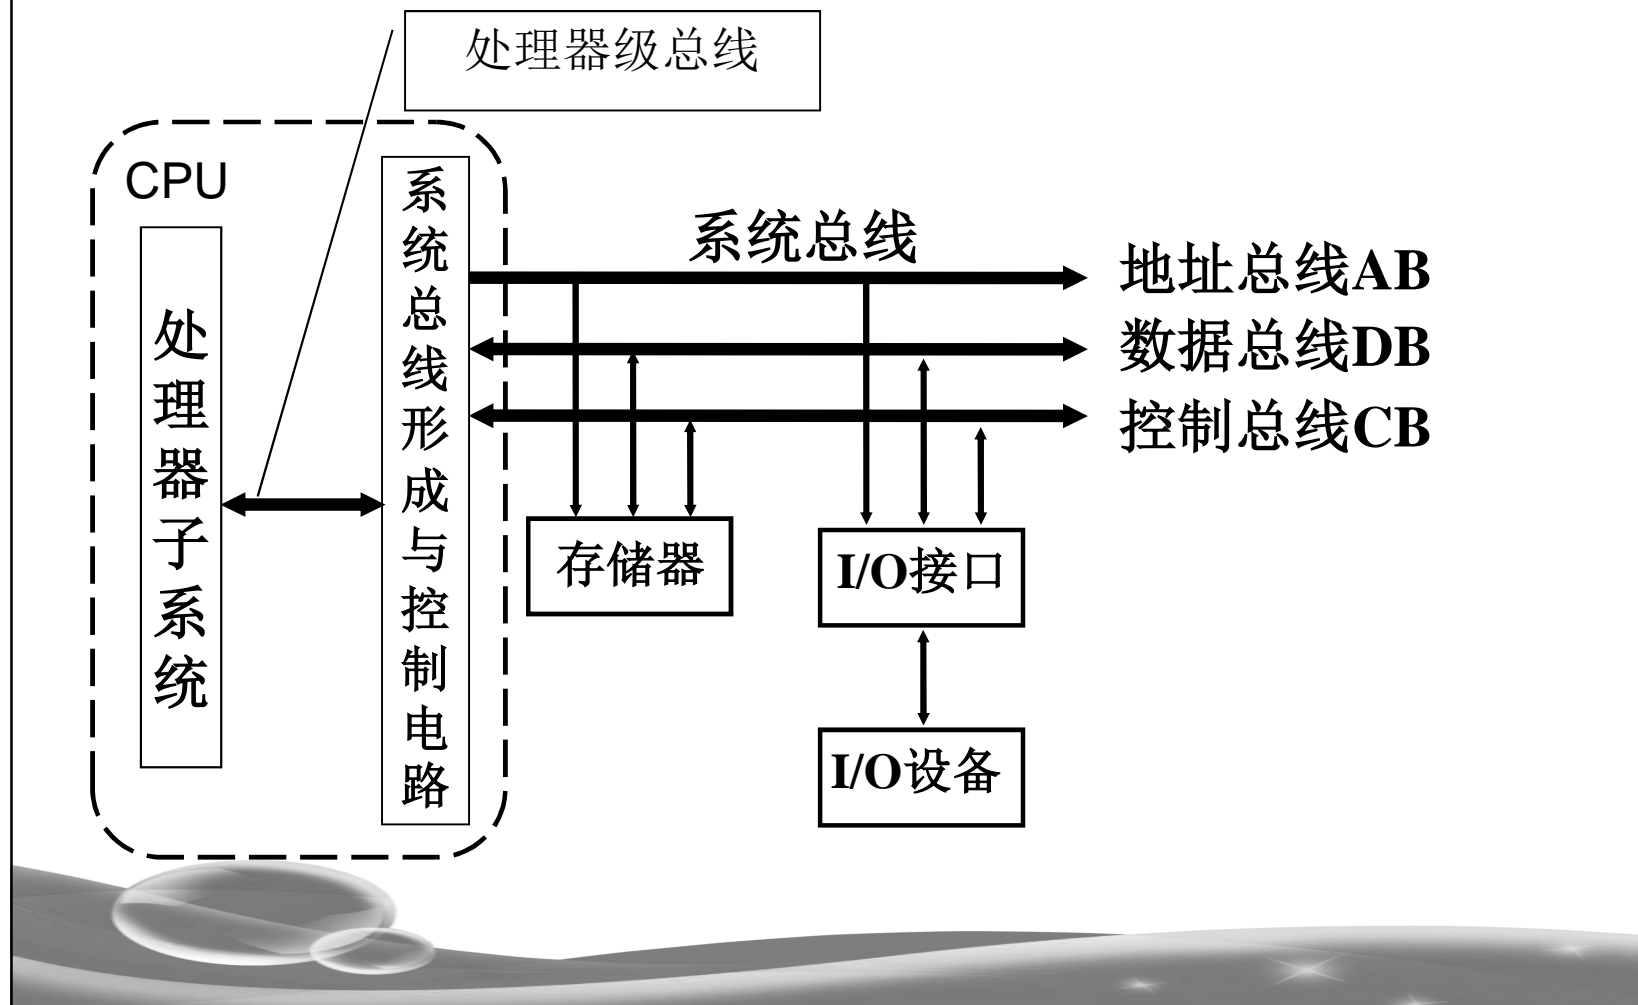 处理器级总线
CPU
处理器子系统
系统总线形成与控制电路
系统总线
地址总线AB
数据总线DB
控制总线CB
存储器
I/O接口
I/O设备